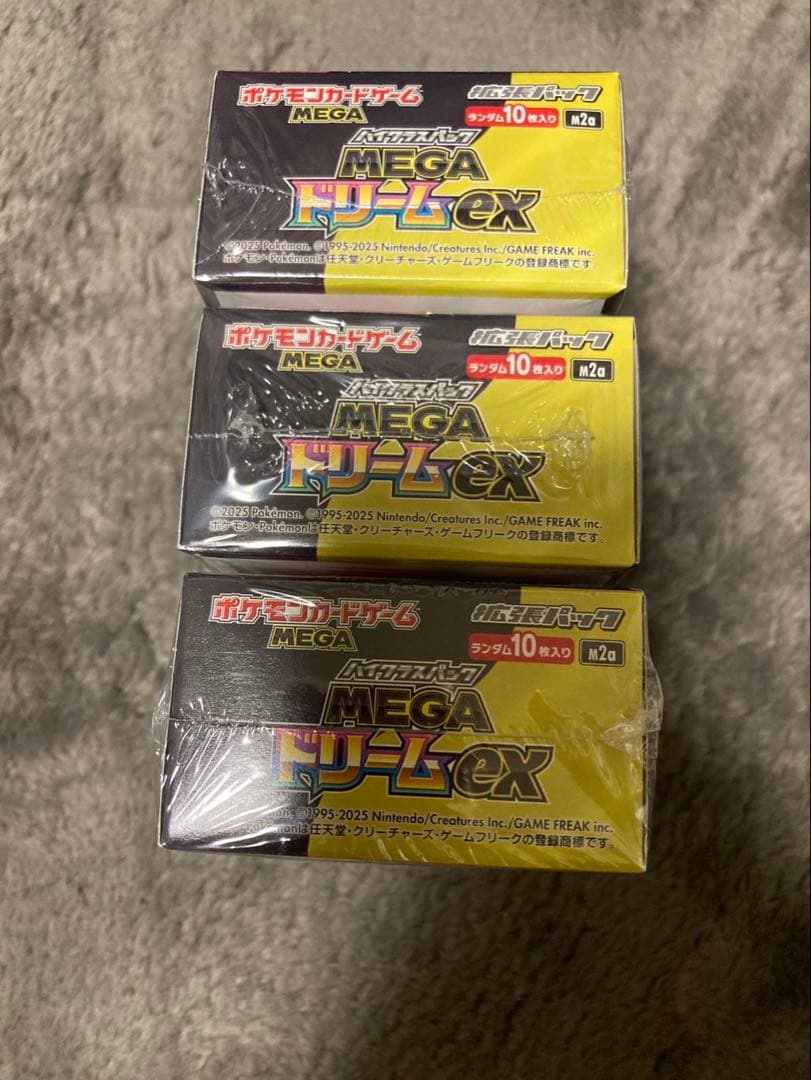 ポケモンカードゲーム
MEGA
拡張パック
ランダム10枚入り M2a
ハイクラスパック
MEGA
ドリームex
©2025 Pokémon. ©1995-2025 Nintendo/Creatures Inc./GAME FREAK inc.
ポケモン・Pokémonは任天堂・クリーチャーズ・ゲームフリークの登録商標です。
ポケモンカードゲーム
MEGA
拡張パック
ランダム10枚入り M2a
ハイクラスパック
MEGA
ドリームex
©2025 Pokémon. ©1995-2025 Nintendo/Creatures Inc./GAME FREAK inc.
ポケモン・Pokémonは任天堂・クリーチャーズ・ゲームフリークの登録商標です。
ポケモンカードゲーム
MEGA
拡張パック
ランダム10枚入り M2a
ハイクラスパック
MEGA
ドリームex
©1995-2025 Nintendo/Creatures Inc./GAME FREAK inc.
Pokémonは任天堂・クリーチャーズ・ゲームフリークの登録商標です。